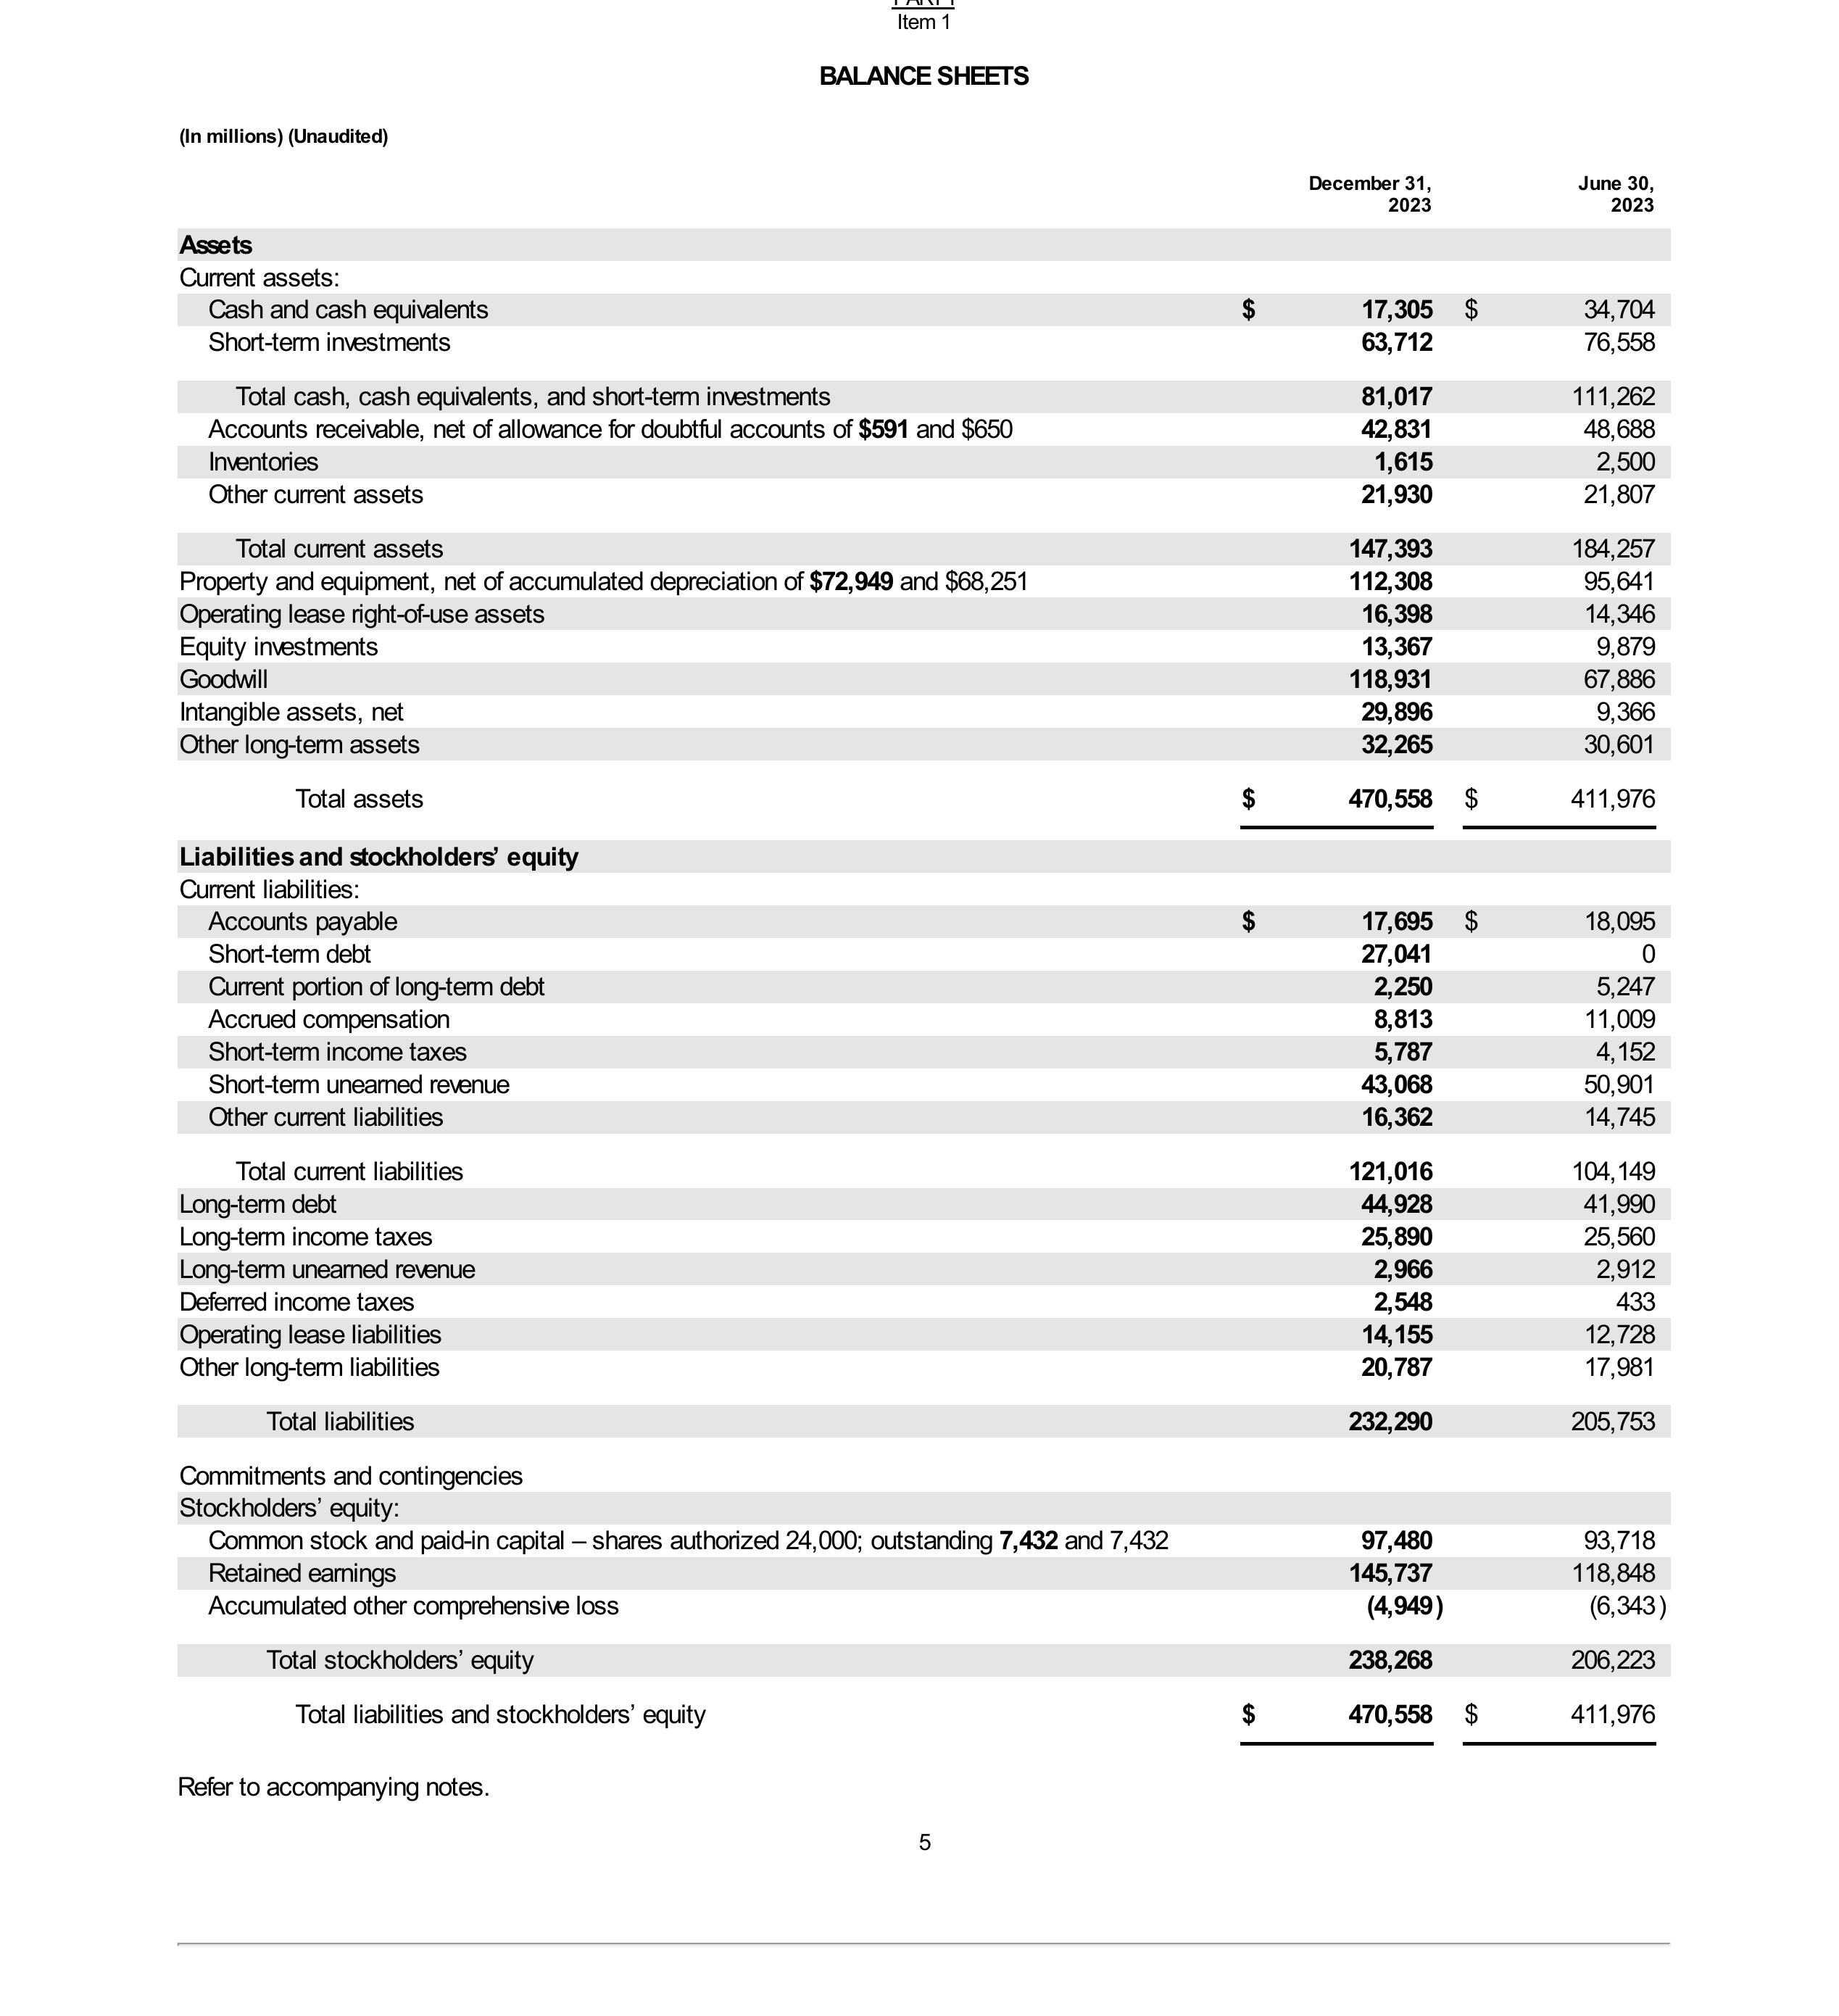 Item 1
BALANCE SHEETS
(In millions) (Unaudited)
December 31, 2023 June 30, 2023
Assets
Current assets:
Cash and cash equivalents $ 17,305 $ 34,704
Short-term investments 63,712 76,558
Total cash, cash equivalents, and short-term investments 81,017 111,262
Accounts receivable, net of allowance for doubtful accounts of $591 and $650 42,831 48,688
Inventories 1,615 2,500
Other current assets 21,930 21,807
Total current assets 147,393 184,257
Property and equipment, net of accumulated depreciation of $72,949 and $68,251 112,308 95,641
Operating lease right-of-use assets 16,398 14,346
Equity investments 13,367 9,879
Goodwill 118,931 67,886
Intangible assets, net 29,896 9,366
Other long-term assets 32,265 30,601
Total assets $ 470,558 $ 411,976
Liabilities and stockholders’ equity
Current liabilities:
Accounts payable $ 17,695 $ 18,095
Short-term debt 27,041 0
Current portion of long-term debt 2,250 5,247
Accrued compensation 8,813 11,009
Short-term income taxes 5,787 4,152
Short-term unearned revenue 43,068 50,901
Other current liabilities 16,362 14,745
Total current liabilities 121,016 104,149
Long-term debt 44,928 41,990
Long-term income taxes 25,890 25,560
Long-term unearned revenue 2,966 2,912
Deferred income taxes 2,548 433
Operating lease liabilities 14,155 12,728
Other long-term liabilities 20,787 17,981
Total liabilities 232,290 205,753
Commitments and contingencies
Stockholders’ equity:
Common stock and paid-in capital – shares authorized 24,000; outstanding 7,432 and 7,432 97,480 93,718
Retained earnings 145,737 118,848
Accumulated other comprehensive loss (4,949) (6,343)
Total stockholders’ equity 238,268 206,223
Total liabilities and stockholders’ equity $ 470,558 $ 411,976
Refer to accompanying notes.
5